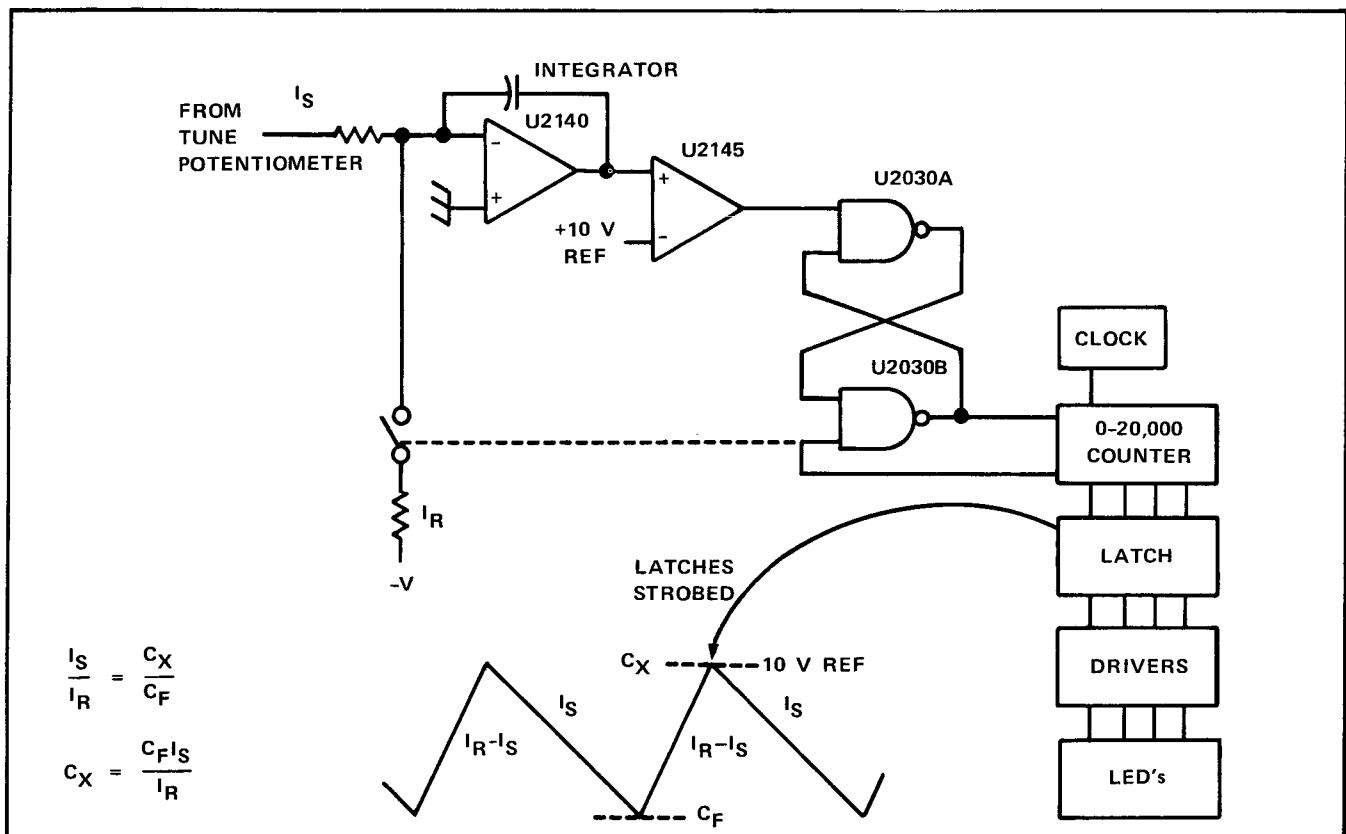 INTEGRATOR
I_S
FROM
TUNE
POTENTIOMETER
U2140
-
+
U2145
+
-
+10 V
REF
U2030A
U2030B
CLOCK
0-20,000
COUNTER
I_R
-V
LATCHES
STROBED
LATCH
DRIVERS
LED's
I_S / I_R = C_X / C_F
C_X = C_F I_S / I_R
C_X
10 V REF
I_S
I_R-I_S
I_R-I_S
I_S
C_F